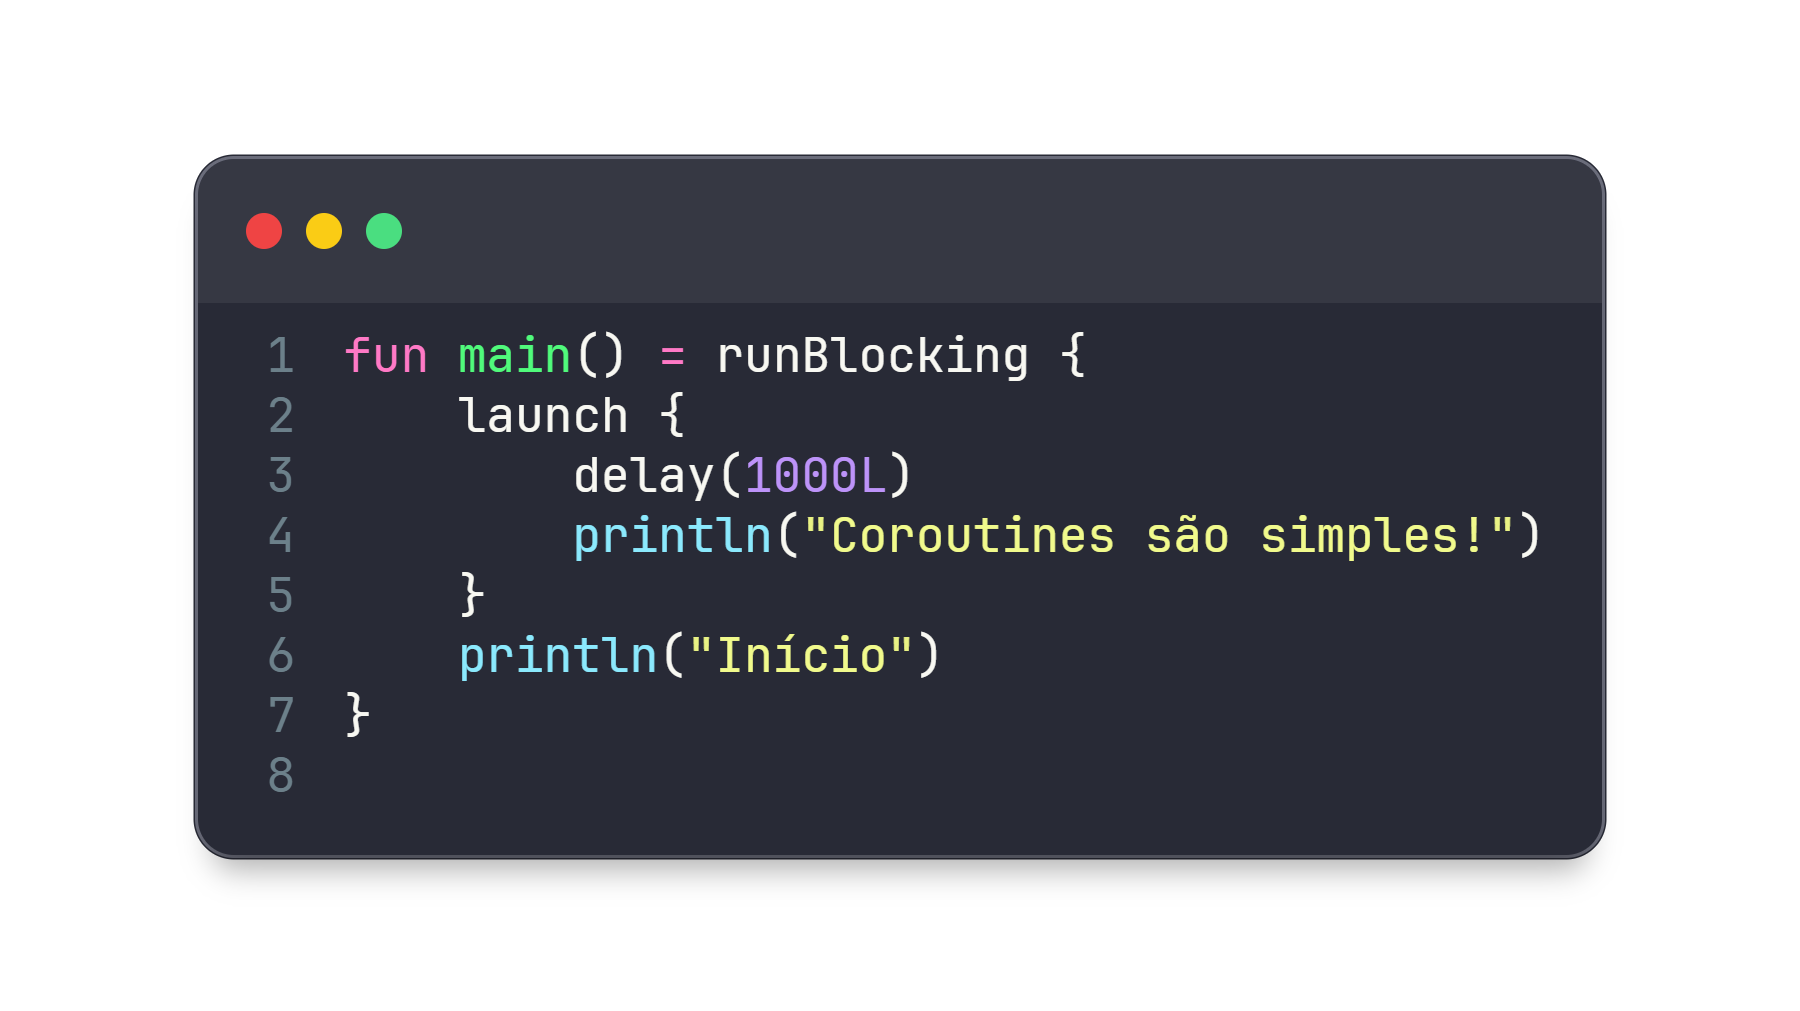 1 fun main() = runBlocking {
2     launch {
3         delay(1000L)
4         println("Coroutines são simples!")
5     }
6     println("Início")
7 }
8